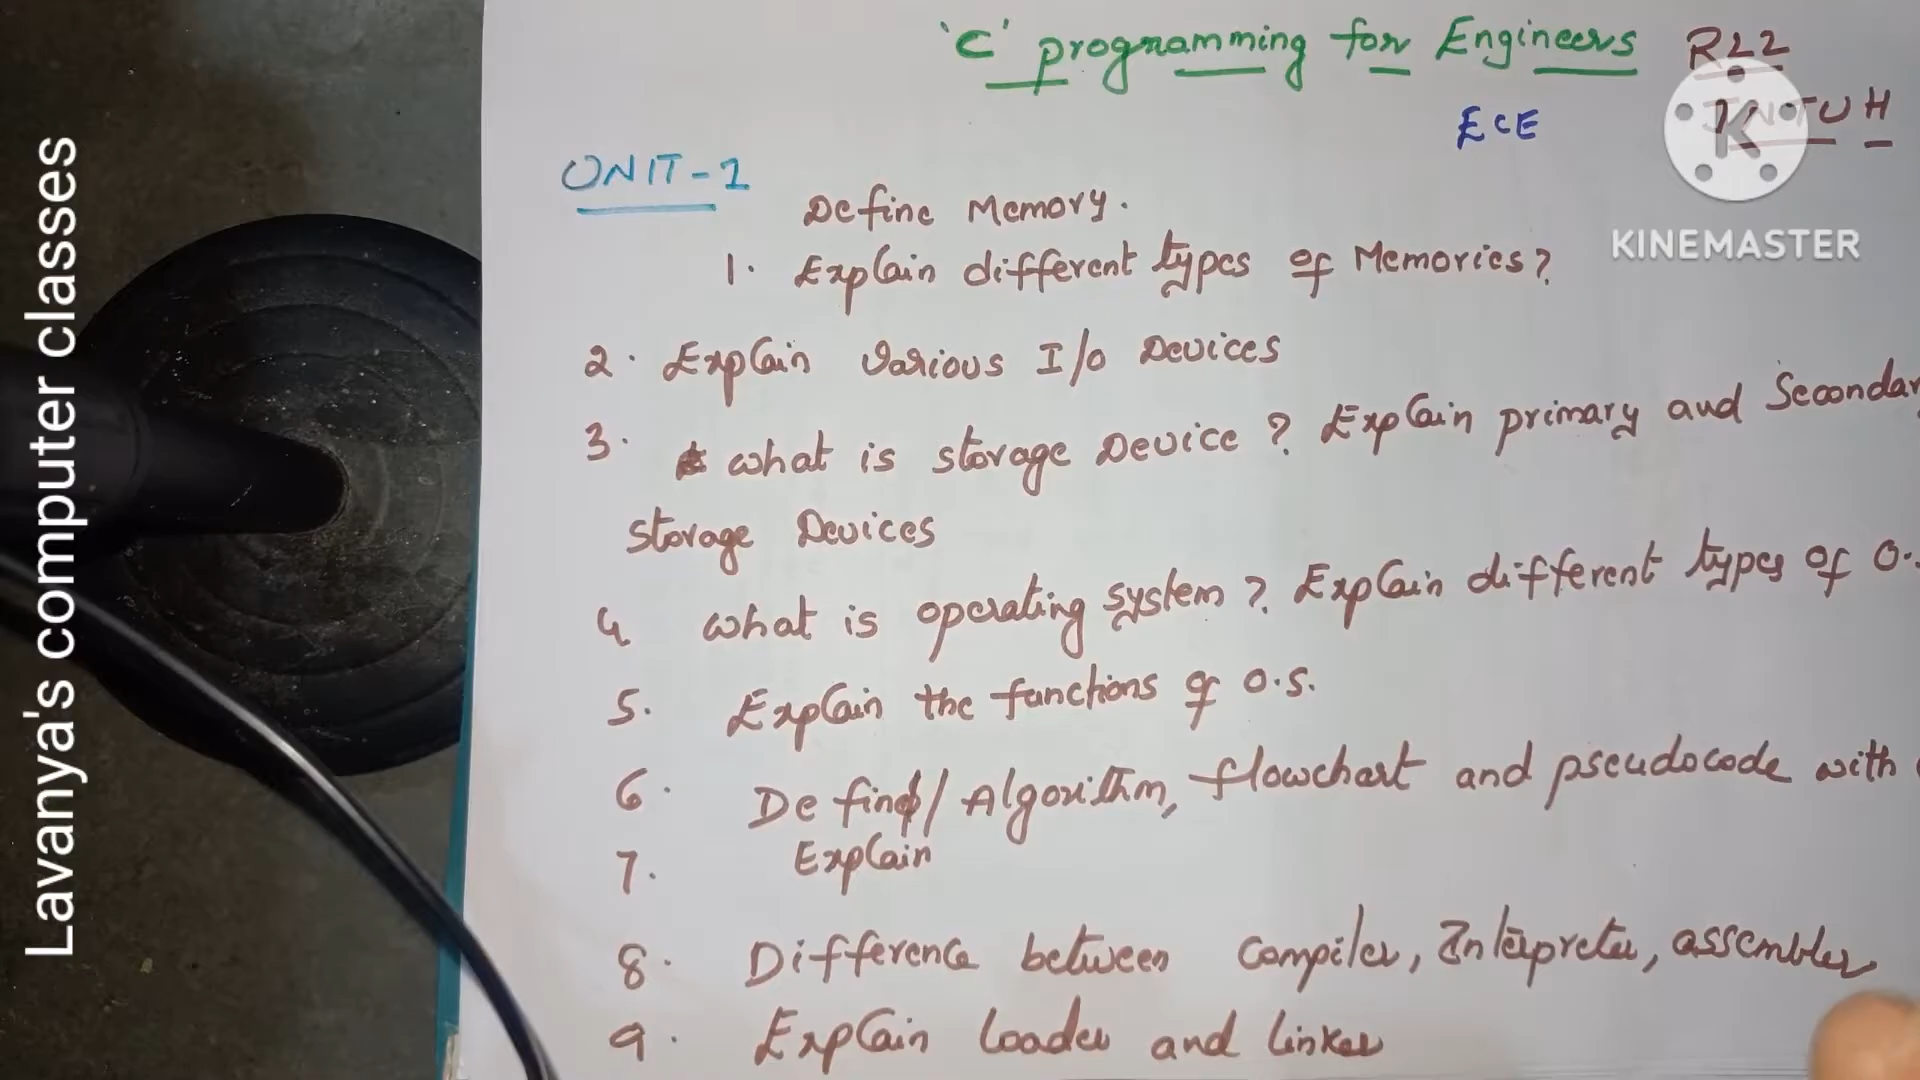 'C' programming for Engineers R22
JNTUH
ECE
UNIT-1
Define Memory.
1. Explain different types of Memories?
2. Explain various I/O Devices
3. What is storage Device? Explain primary and Secondar
storage Devices
4 What is operating system? Explain different types of O.
5. Explain the functions of O.S.
6. Define/Algorithm, flowchart and pseudocode with
7. Explain
8. Difference between Compiler, Interpreter, assembler
9. Explain loader and linker
KINEMASTER
Lavanya's computer classes